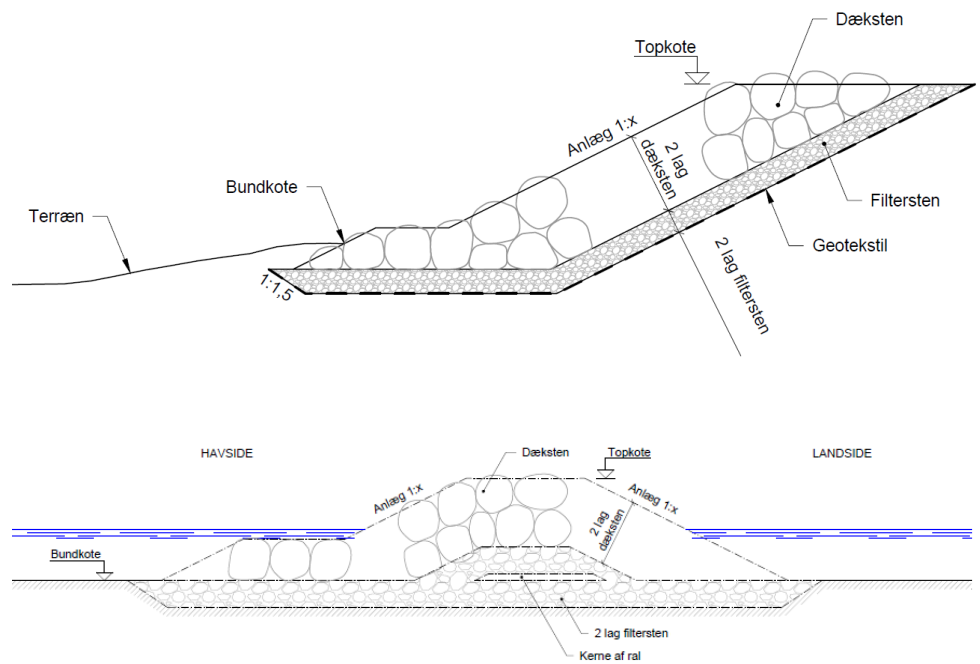 Dæksten
Topkote
Anlæg 1:x
2 lag
dæksten
Bundkote
Terræn
Filtersten
Geotekstil
1:1,5
2 lag filtersten
HAVSIDE
Dæksten
Topkote
LANDSIDE
Anlæg 1:x
Anlæg 1:x
2 lag
dæksten
Bundkote
2 lag filtersten
Kerne af ral